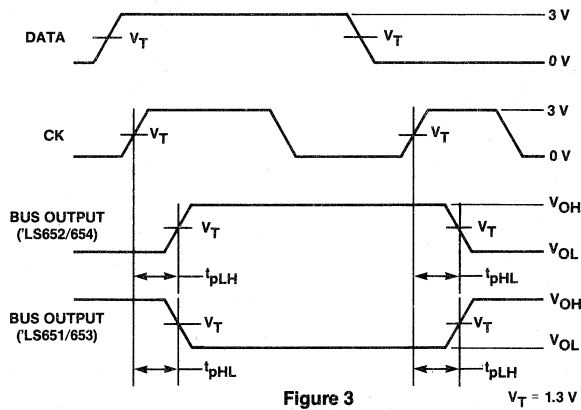 DATA
V_T
V_T
3 V
0 V
CK
V_T
V_T
3 V
0 V
BUS OUTPUT
('LS652/654)
V_T
V_T
V_OH
V_OL
t_pLH
t_pHL
BUS OUTPUT
('LS651/653)
V_T
V_T
V_OH
V_OL
t_pHL
t_pLH
Figure 3
V_T = 1.3 V